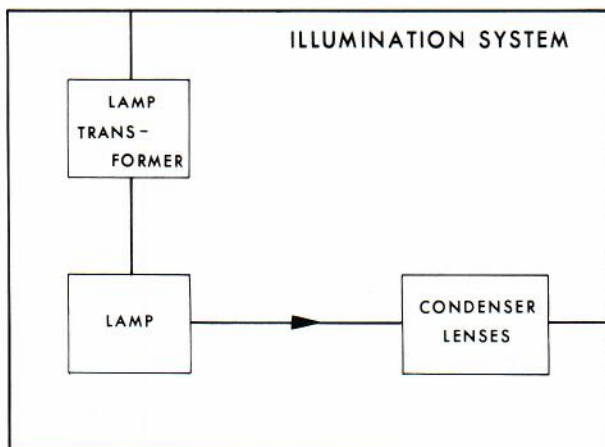 ILLUMINATION SYSTEM
LAMP
TRANS-
FORMER
LAMP
CONDENSER
LENSES